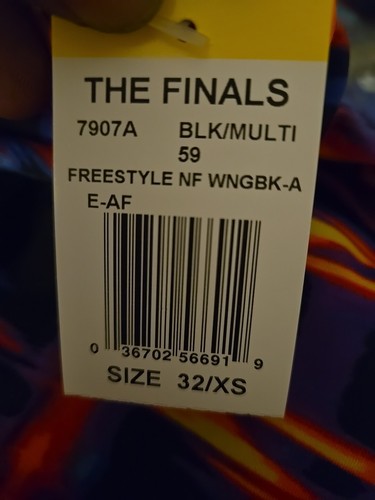 THE FINALS
7907A BLK/MULTI
59
FREESTYLE NF WNGBK-A
E-AF
0 36702 56691 9
SIZE 32/XS